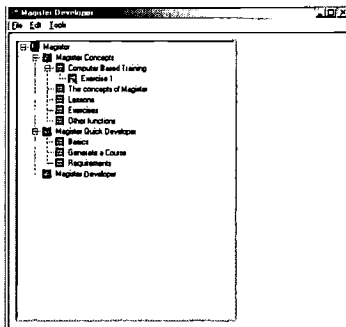 Magister Developer
File Edit Tools
Magister
Magister Concepts
Computer Based Training
Exercise 1
The concepts of Magister
Lessons
Exercises
Other functions
Magister Quick Developer
Basics
Generate a Course
Requirements
Magister Developer